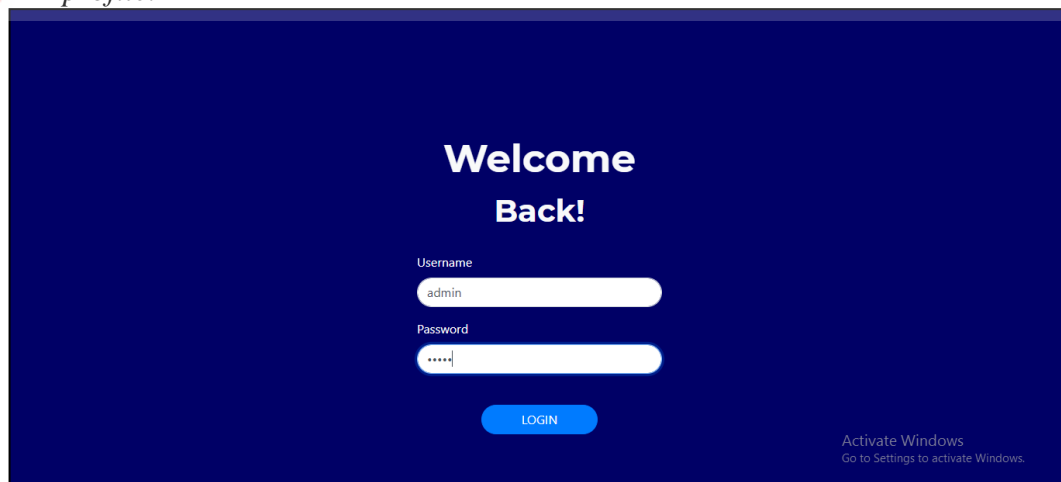 Welcome
Back!
Username
admin
Password
•••••
LOGIN
Activate Windows
Go to Settings to activate Windows.